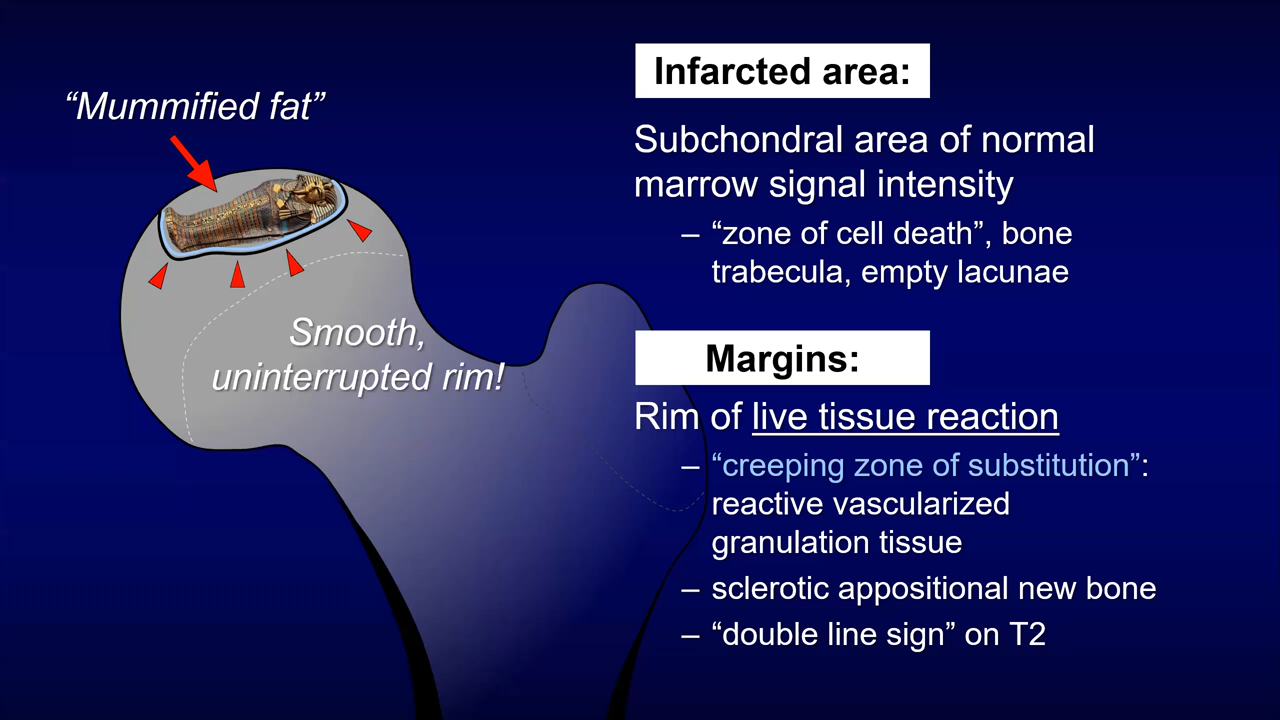 “Mummified fat”
Smooth,
uninterrupted rim!
Infarcted area:
Subchondral area of normal
marrow signal intensity
– “zone of cell death”, bone
trabecula, empty lacunae
Margins:
Rim of live tissue reaction
– “creeping zone of substitution”:
reactive vascularized
granulation tissue
– sclerotic appositional new bone
– “double line sign” on T2